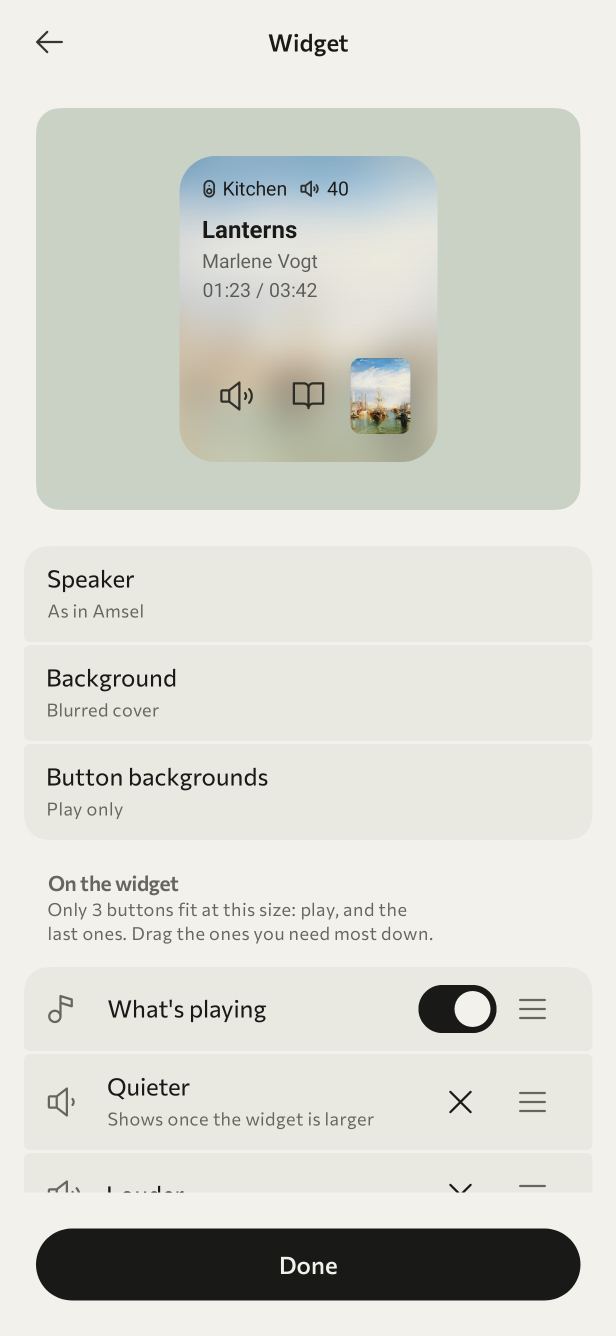 Widget
Kitchen 40
Lanterns
Marlene Vogt
01:23 / 03:42
Speaker
As in Amsel
Background
Blurred cover
Button backgrounds
Play only
On the widget
Only 3 buttons fit at this size: play, and the
last ones. Drag the ones you need most down.
What's playing
Quieter
Shows once the widget is larger
Louder
Done